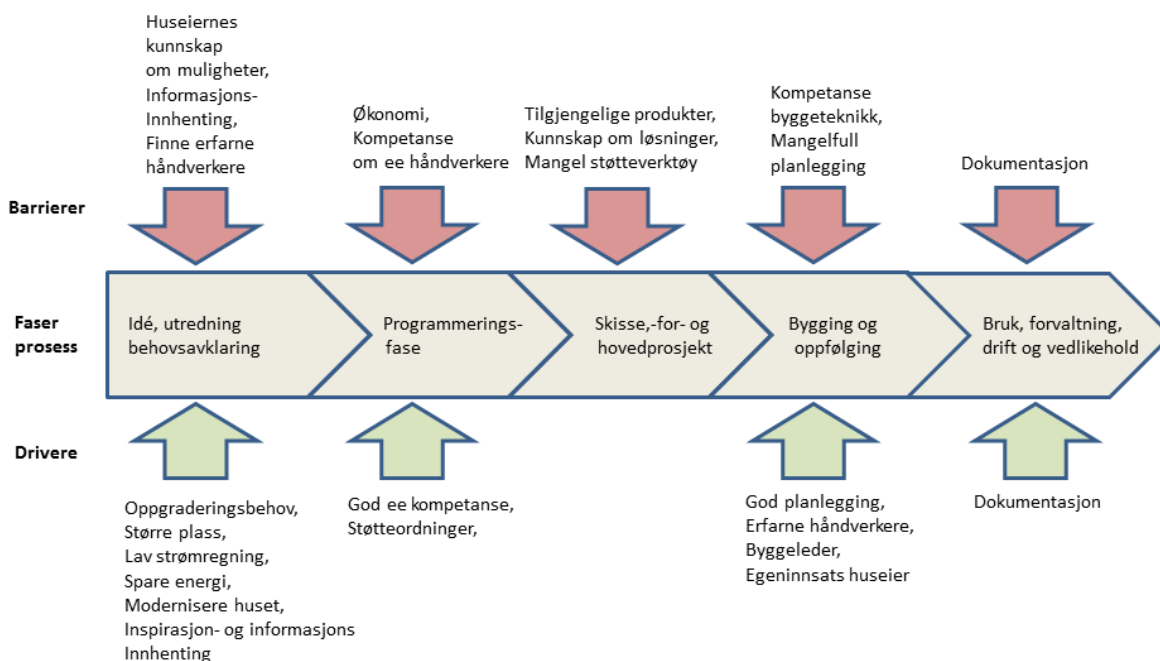 Huseiernes
kunnskap
om muligheter,
Informasjons-
Innhenting,
Finne erfarne
håndverkere
Økonomi,
Kompetanse
om ee håndverkere
Tilgjengelige produkter,
Kunnskap om løsninger,
Mangel støtteverktøy
Kompetanse
byggeteknikk,
Mangelfull
planlegging
Dokumentasjon
Barrierer
Faser
prosess
Idé, utredning
behovsavklaring
Programmerings-
fase
Skisse,-for- og
hovedprosjekt
Bygging og
oppfølging
Bruk, forvaltning,
drift og vedlikehold
Drivere
Oppgraderingsbehov,
Større plass,
Lav strømregning,
Spare energi,
Modernisere huset,
Inspirasjon- og informasjons
Innhenting
God ee kompetanse,
Støtteordninger,
God planlegging,
Erfarne håndverkere,
Byggeleder,
Egeninnsats huseier
Dokumentasjon